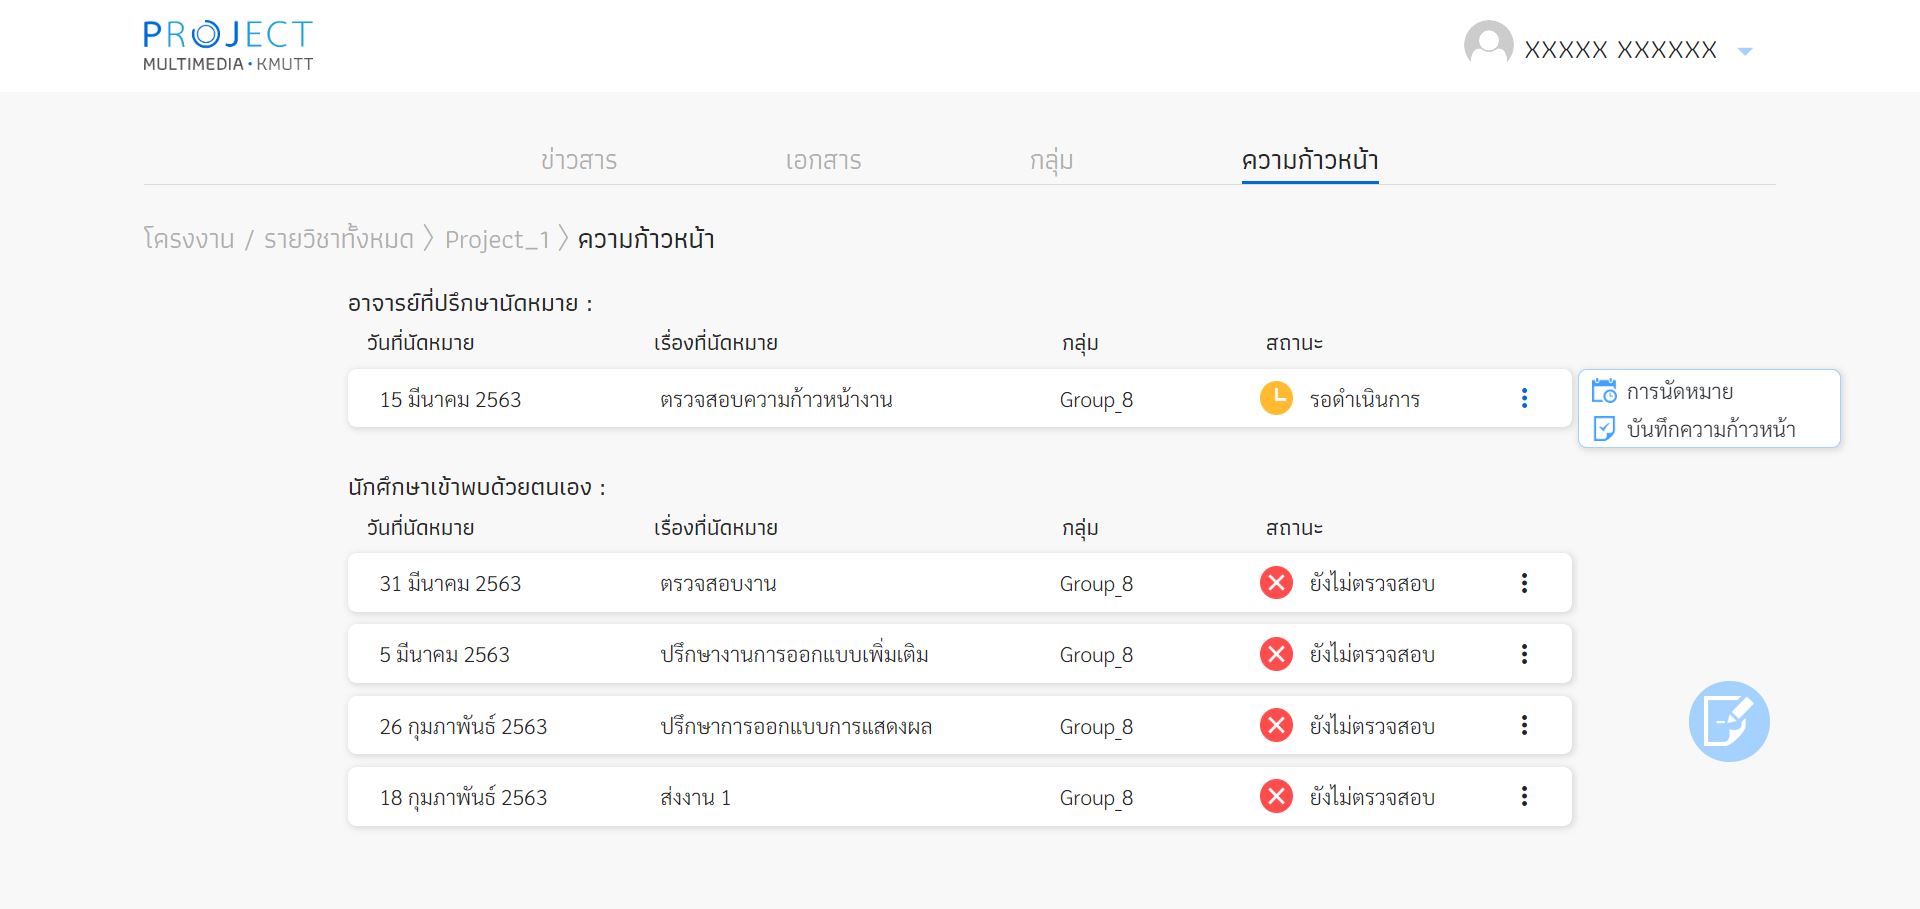 PROJECT
MULTIMEDIA • KMUTT
XXXXX XXXXXX
ข่าวสาร เอกสาร กลุ่ม ความก้าวหน้า
โครงงาน / รายวิชาทั้งหมด 〉 Project_1 〉 ความก้าวหน้า
อาจารย์ที่ปรึกษานัดหมาย :
วันที่นัดหมาย เรื่องที่นัดหมาย กลุ่ม สถานะ
15 มีนาคม 2563 ตรวจสอบความก้าวหน้างาน Group_8 รอดำเนินการ
การนัดหมาย
บันทึกความก้าวหน้า
นักศึกษาเข้าพบด้วยตนเอง :
วันที่นัดหมาย เรื่องที่นัดหมาย กลุ่ม สถานะ
31 มีนาคม 2563 ตรวจสอบงาน Group_8 ยังไม่ตรวจสอบ
5 มีนาคม 2563 ปรึกษางานการออกแบบเพิ่มเติม Group_8 ยังไม่ตรวจสอบ
26 กุมภาพันธ์ 2563 ปรึกษาการออกแบบการแสดงผล Group_8 ยังไม่ตรวจสอบ
18 กุมภาพันธ์ 2563 ส่งงาน 1 Group_8 ยังไม่ตรวจสอบ